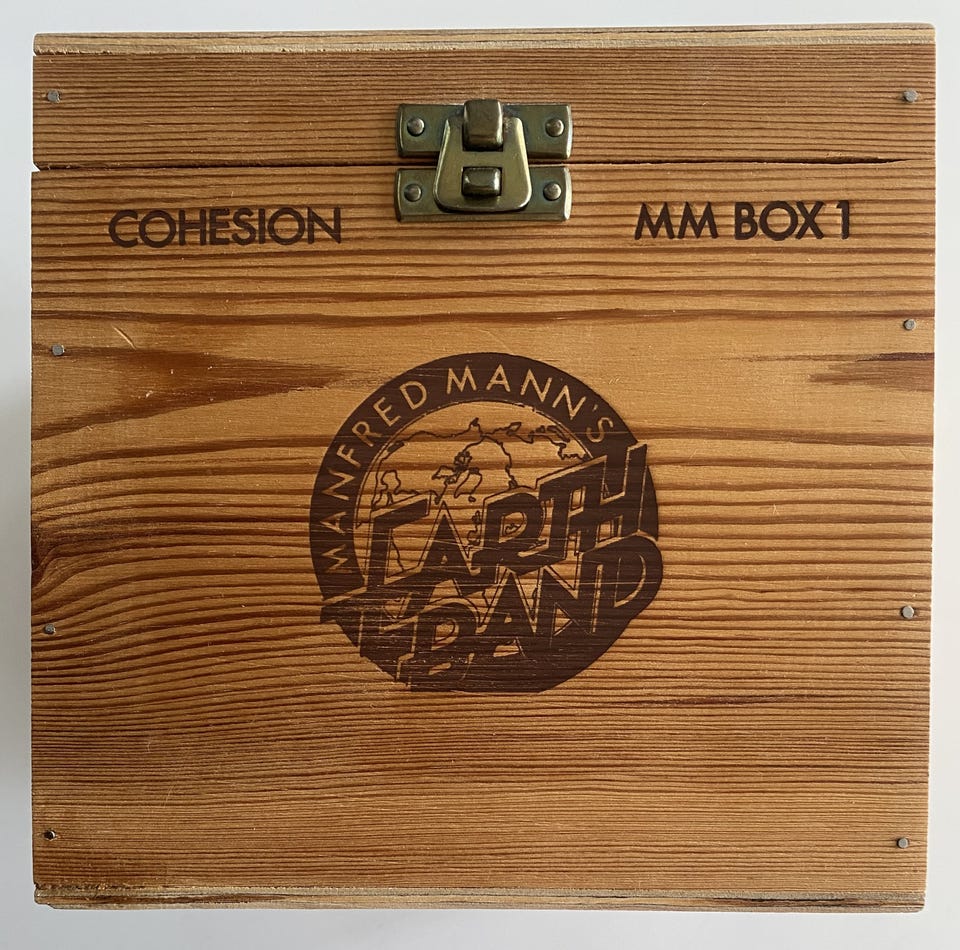 COHESION
MM BOX 1
MANFRED MANN'S
EARTH
BAND